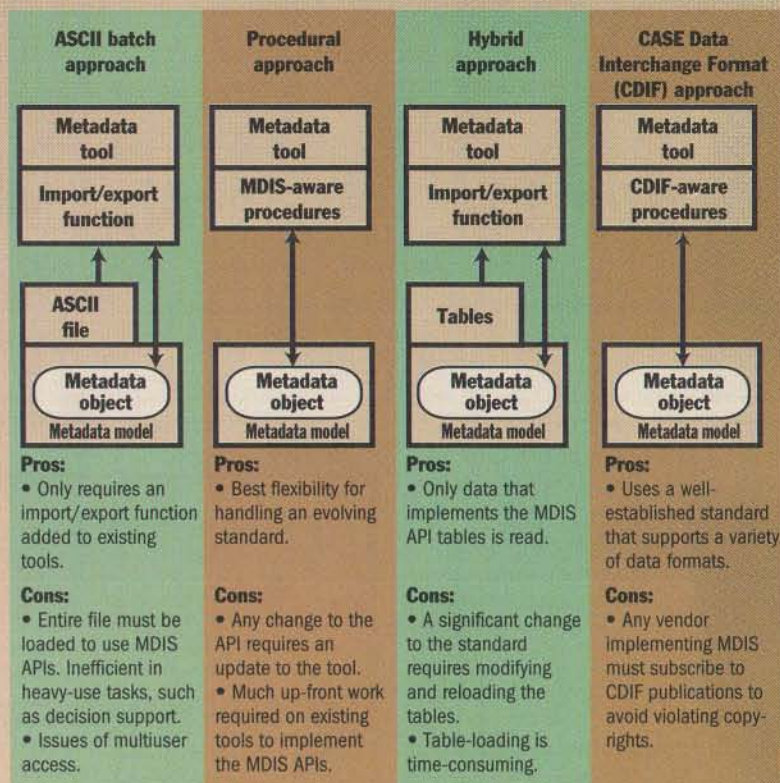 ASCII batch
approach
Metadata
tool
Import/export
function
ASCII
file
Metadata
object
Metadata model
Pros:
• Only requires an
import/export function
added to existing
tools.
Cons:
• Entire file must be
loaded to use MDIS
APIs. Inefficient in
heavy-use tasks, such
as decision support.
• Issues of multiuser
access.
Procedural
approach
Metadata
tool
MDIS-aware
procedures
Metadata
object
Metadata model
Pros:
• Best flexibility for
handling an evolving
standard.
Cons:
• Any change to the
API requires an
update to the tool.
• Much up-front work
required on existing
tools to implement
the MDIS APIs.
Hybrid
approach
Metadata
tool
Import/export
function
Tables
Metadata
object
Metadata model
Pros:
• Only data that
implements the MDIS
API tables is read.
Cons:
• A significant change
to the standard
requires modifying
and reloading the
tables.
• Table-loading is
time-consuming.
CASE Data
Interchange Format
(CDIF) approach
Metadata
tool
CDIF-aware
procedures
Metadata
object
Metadata model
Pros:
• Uses a well-
established standard
that supports a variety
of data formats.
Cons:
• Any vendor
implementing MDIS
must subscribe to
CDIF publications to
avoid violating copy-
rights.